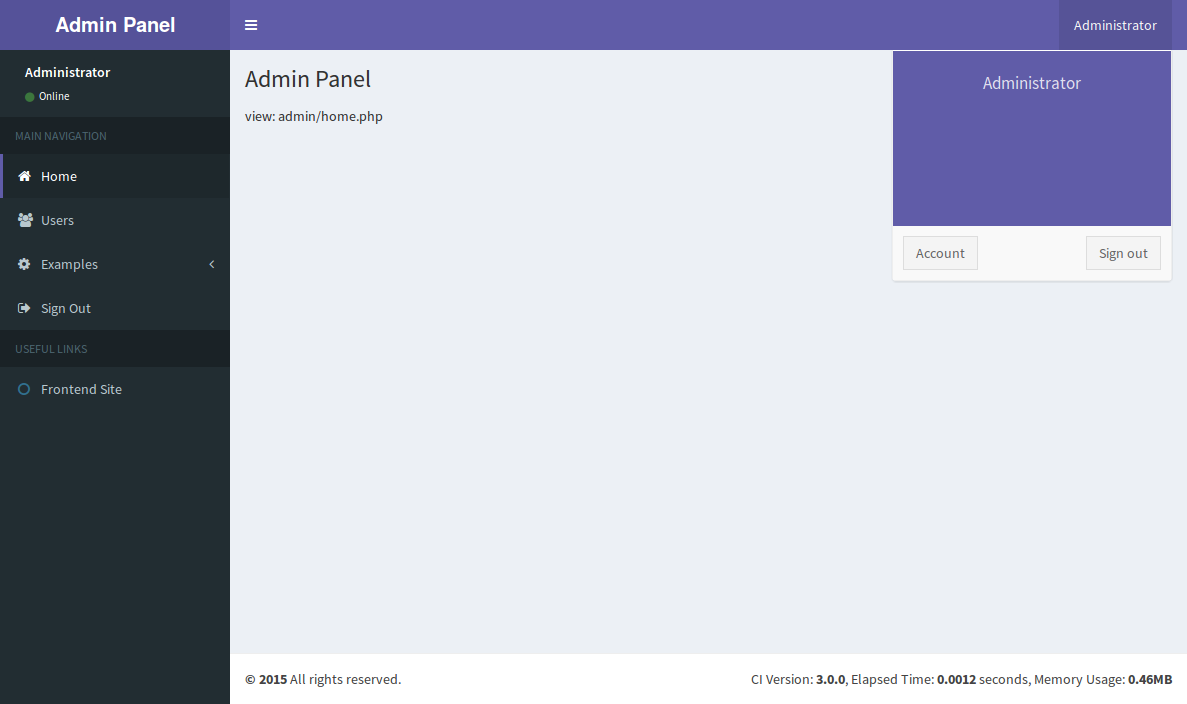 Admin Panel
Administrator
Administrator
Online
MAIN NAVIGATION
Home
Users
Examples
Sign Out
USEFUL LINKS
Frontend Site
Admin Panel
view: admin/home.php
Administrator
Account
Sign out
© 2015 All rights reserved.
CI Version: 3.0.0, Elapsed Time: 0.0012 seconds, Memory Usage: 0.46MB